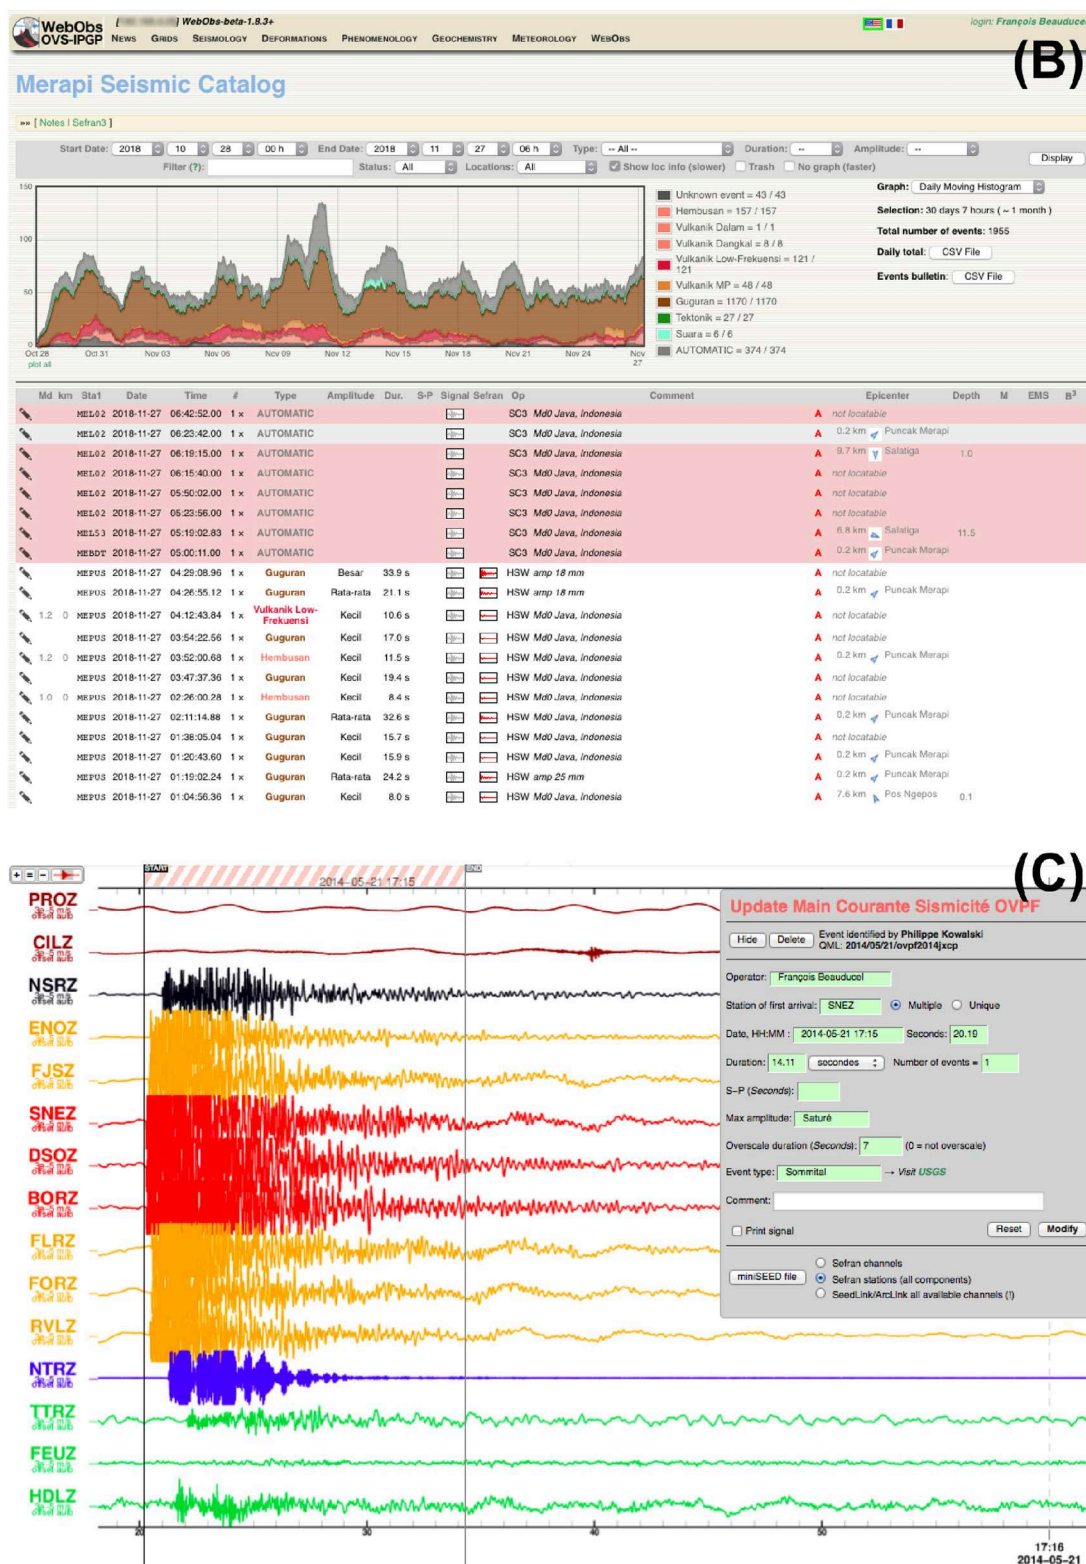 WebObs
OVS-IPGP
WebObs-beta-1.8.3+
login: François Beauducel
NEWS GRIDS SEISMOLOGY DEFORMATIONS PHENOMENOLOGY GEOCHEMISTRY METEOROLOGY WEBOBS
(B)
Merapi Seismic Catalog
»» [ Notes | Sefran3 ]
Start Date: 2018 10 28 00 h End Date: 2018 11 27 06 h Type: -- All -- Duration: -- Amplitude: --
Filter (?): Status: All Locations: All Show loc info (slower) Trash No graph (faster) Display
150
100
50
0
Oct 28 Oct 31 Nov 03 Nov 06 Nov 09 Nov 12 Nov 15 Nov 18 Nov 21 Nov 24 Nov 27
plot all
Unknown event = 43 / 43
Hembusan = 157 / 157
Vulkanik Dalam = 1 / 1
Vulkanik Dangkal = 8 / 8
Vulkanik Low-Frekuensi = 121 /
121
Vulkanik MP = 48 / 48
Guguran = 1170 / 1170
Tektonik = 27 / 27
Suara = 6 / 6
AUTOMATIC = 374 / 374
Graph: Daily Moving Histogram
Selection: 30 days 7 hours ( ~ 1 month )
Total number of events: 1955
Daily total: CSV File
Events bulletin: CSV File
Md km Sta1 Date Time # Type Amplitude Dur. S-P Signal Sefran Op Comment Epicenter Depth M EMS B³
MEL02 2018-11-27 06:42:52.00 1 x AUTOMATIC SC3 Md0 Java, Indonesia A not locatable
MEL02 2018-11-27 06:23:42.00 1 x AUTOMATIC SC3 Md0 Java, Indonesia A 0.2 km Puncak Merapi
MEL02 2018-11-27 06:19:15.00 1 x AUTOMATIC SC3 Md0 Java, Indonesia A 9.7 km Salatiga 1.0
MEL02 2018-11-27 06:15:40.00 1 x AUTOMATIC SC3 Md0 Java, Indonesia A not locatable
MEL02 2018-11-27 05:50:02.00 1 x AUTOMATIC SC3 Md0 Java, Indonesia A not locatable
MEL02 2018-11-27 05:23:56.00 1 x AUTOMATIC SC3 Md0 Java, Indonesia A not locatable
MEL53 2018-11-27 05:19:02.83 1 x AUTOMATIC SC3 Md0 Java, Indonesia A 6.8 km Salatiga 11.5
MEBDT 2018-11-27 05:00:11.00 1 x AUTOMATIC SC3 Md0 Java, Indonesia A 0.2 km Puncak Merapi
MEPUS 2018-11-27 04:29:08.96 1 x Guguran Besar 33.9 s HSW amp 18 mm A not locatable
MEPUS 2018-11-27 04:26:55.12 1 x Guguran Rata-rata 21.1 s HSW amp 18 mm A 0.2 km Puncak Merapi
1.2 0 MEPUS 2018-11-27 04:12:43.84 1 x Vulkanik Low-Frekuensi Kecil 10.6 s HSW Md0 Java, Indonesia A not locatable
MEPUS 2018-11-27 03:54:22.56 1 x Guguran Kecil 17.0 s HSW Md0 Java, Indonesia A not locatable
1.2 0 MEPUS 2018-11-27 03:52:00.68 1 x Hembusan Kecil 11.5 s HSW Md0 Java, Indonesia A 0.2 km Puncak Merapi
MEPUS 2018-11-27 03:47:37.36 1 x Guguran Kecil 19.4 s HSW Md0 Java, Indonesia A not locatable
1.0 0 MEPUS 2018-11-27 02:26:00.28 1 x Hembusan Kecil 8.4 s HSW Md0 Java, Indonesia A not locatable
MEPUS 2018-11-27 02:11:14.88 1 x Guguran Rata-rata 32.6 s HSW Md0 Java, Indonesia A 0.2 km Puncak Merapi
MEPUS 2018-11-27 01:38:05.04 1 x Guguran Kecil 15.7 s HSW Md0 Java, Indonesia A not locatable
MEPUS 2018-11-27 01:20:43.60 1 x Guguran Kecil 15.9 s HSW Md0 Java, Indonesia A 0.2 km Puncak Merapi
MEPUS 2018-11-27 01:19:02.24 1 x Guguran Rata-rata 24.2 s HSW amp 25 mm A 0.2 km Puncak Merapi
MEPUS 2018-11-27 01:04:56.36 1 x Guguran Kecil 8.0 s HSW Md0 Java, Indonesia A 7.6 km Pos Ngepos 0.1
(C)
+ = -
START
END
2014-05-21 17:15
PROZ
CILZ
NSRZ
ENOZ
FJSZ
SNEZ
DSOZ
BORZ
FLRZ
FORZ
RVLZ
NTRZ
TTRZ
FEUZ
HDLZ
20 30 40 50
17:16
2014-05-21
Update Main Courante Sismicité OVPF
Hide Delete Event identified by Philippe Kowalski
QML: 2014/05/21/ovpf2014jxcp
Operator: François Beauducel
Station of first arrival: SNEZ Multiple Unique
Date, HH:MM : 2014-05-21 17:15 Seconds: 20.19
Duration: 14.11 secondes Number of events = 1
S-P (Seconds):
Max amplitude: Saturé
Overscale duration (Seconds): 7 (0 = not overscale)
Event type: Sommital → Visit USGS
Comment:
Print signal Reset Modify
miniSEED file
Sefran channels
Sefran stations (all components)
SeedLink/ArcLink all available channels (!)